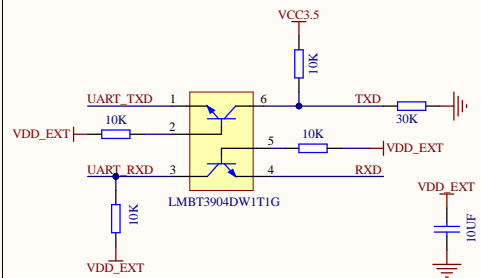 VCC3.5
10K
UART_TXD 1 6 TXD
10K 30K
VDD_EXT 2
5 10K VDD_EXT
UART_RXD 3 4 RXD
LMBT3904DW1T1G
10K
VDD_EXT
VDD_EXT
10UF